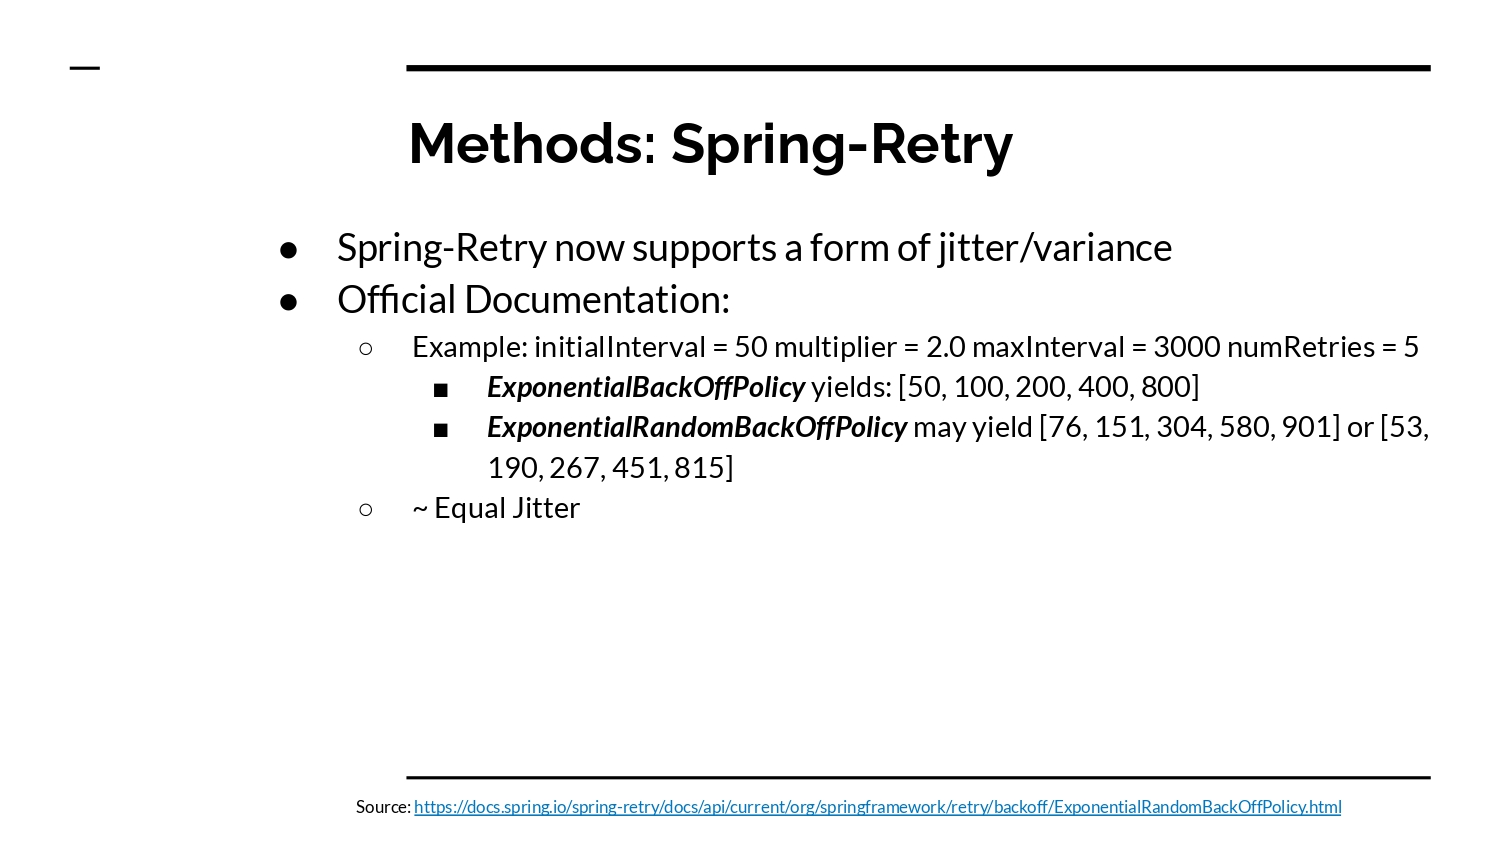 Methods: Spring-Retry
● Spring-Retry now supports a form of jitter/variance
● Official Documentation:
○ Example: initialInterval = 50 multiplier = 2.0 maxInterval = 3000 numRetries = 5
■ ExponentialBackOffPolicy yields: [50, 100, 200, 400, 800]
■ ExponentialRandomBackOffPolicy may yield [76, 151, 304, 580, 901] or [53,
190, 267, 451, 815]
○ ~ Equal Jitter
Source: https://docs.spring.io/spring-retry/docs/api/current/org/springframework/retry/backoff/ExponentialRandomBackOffPolicy.html